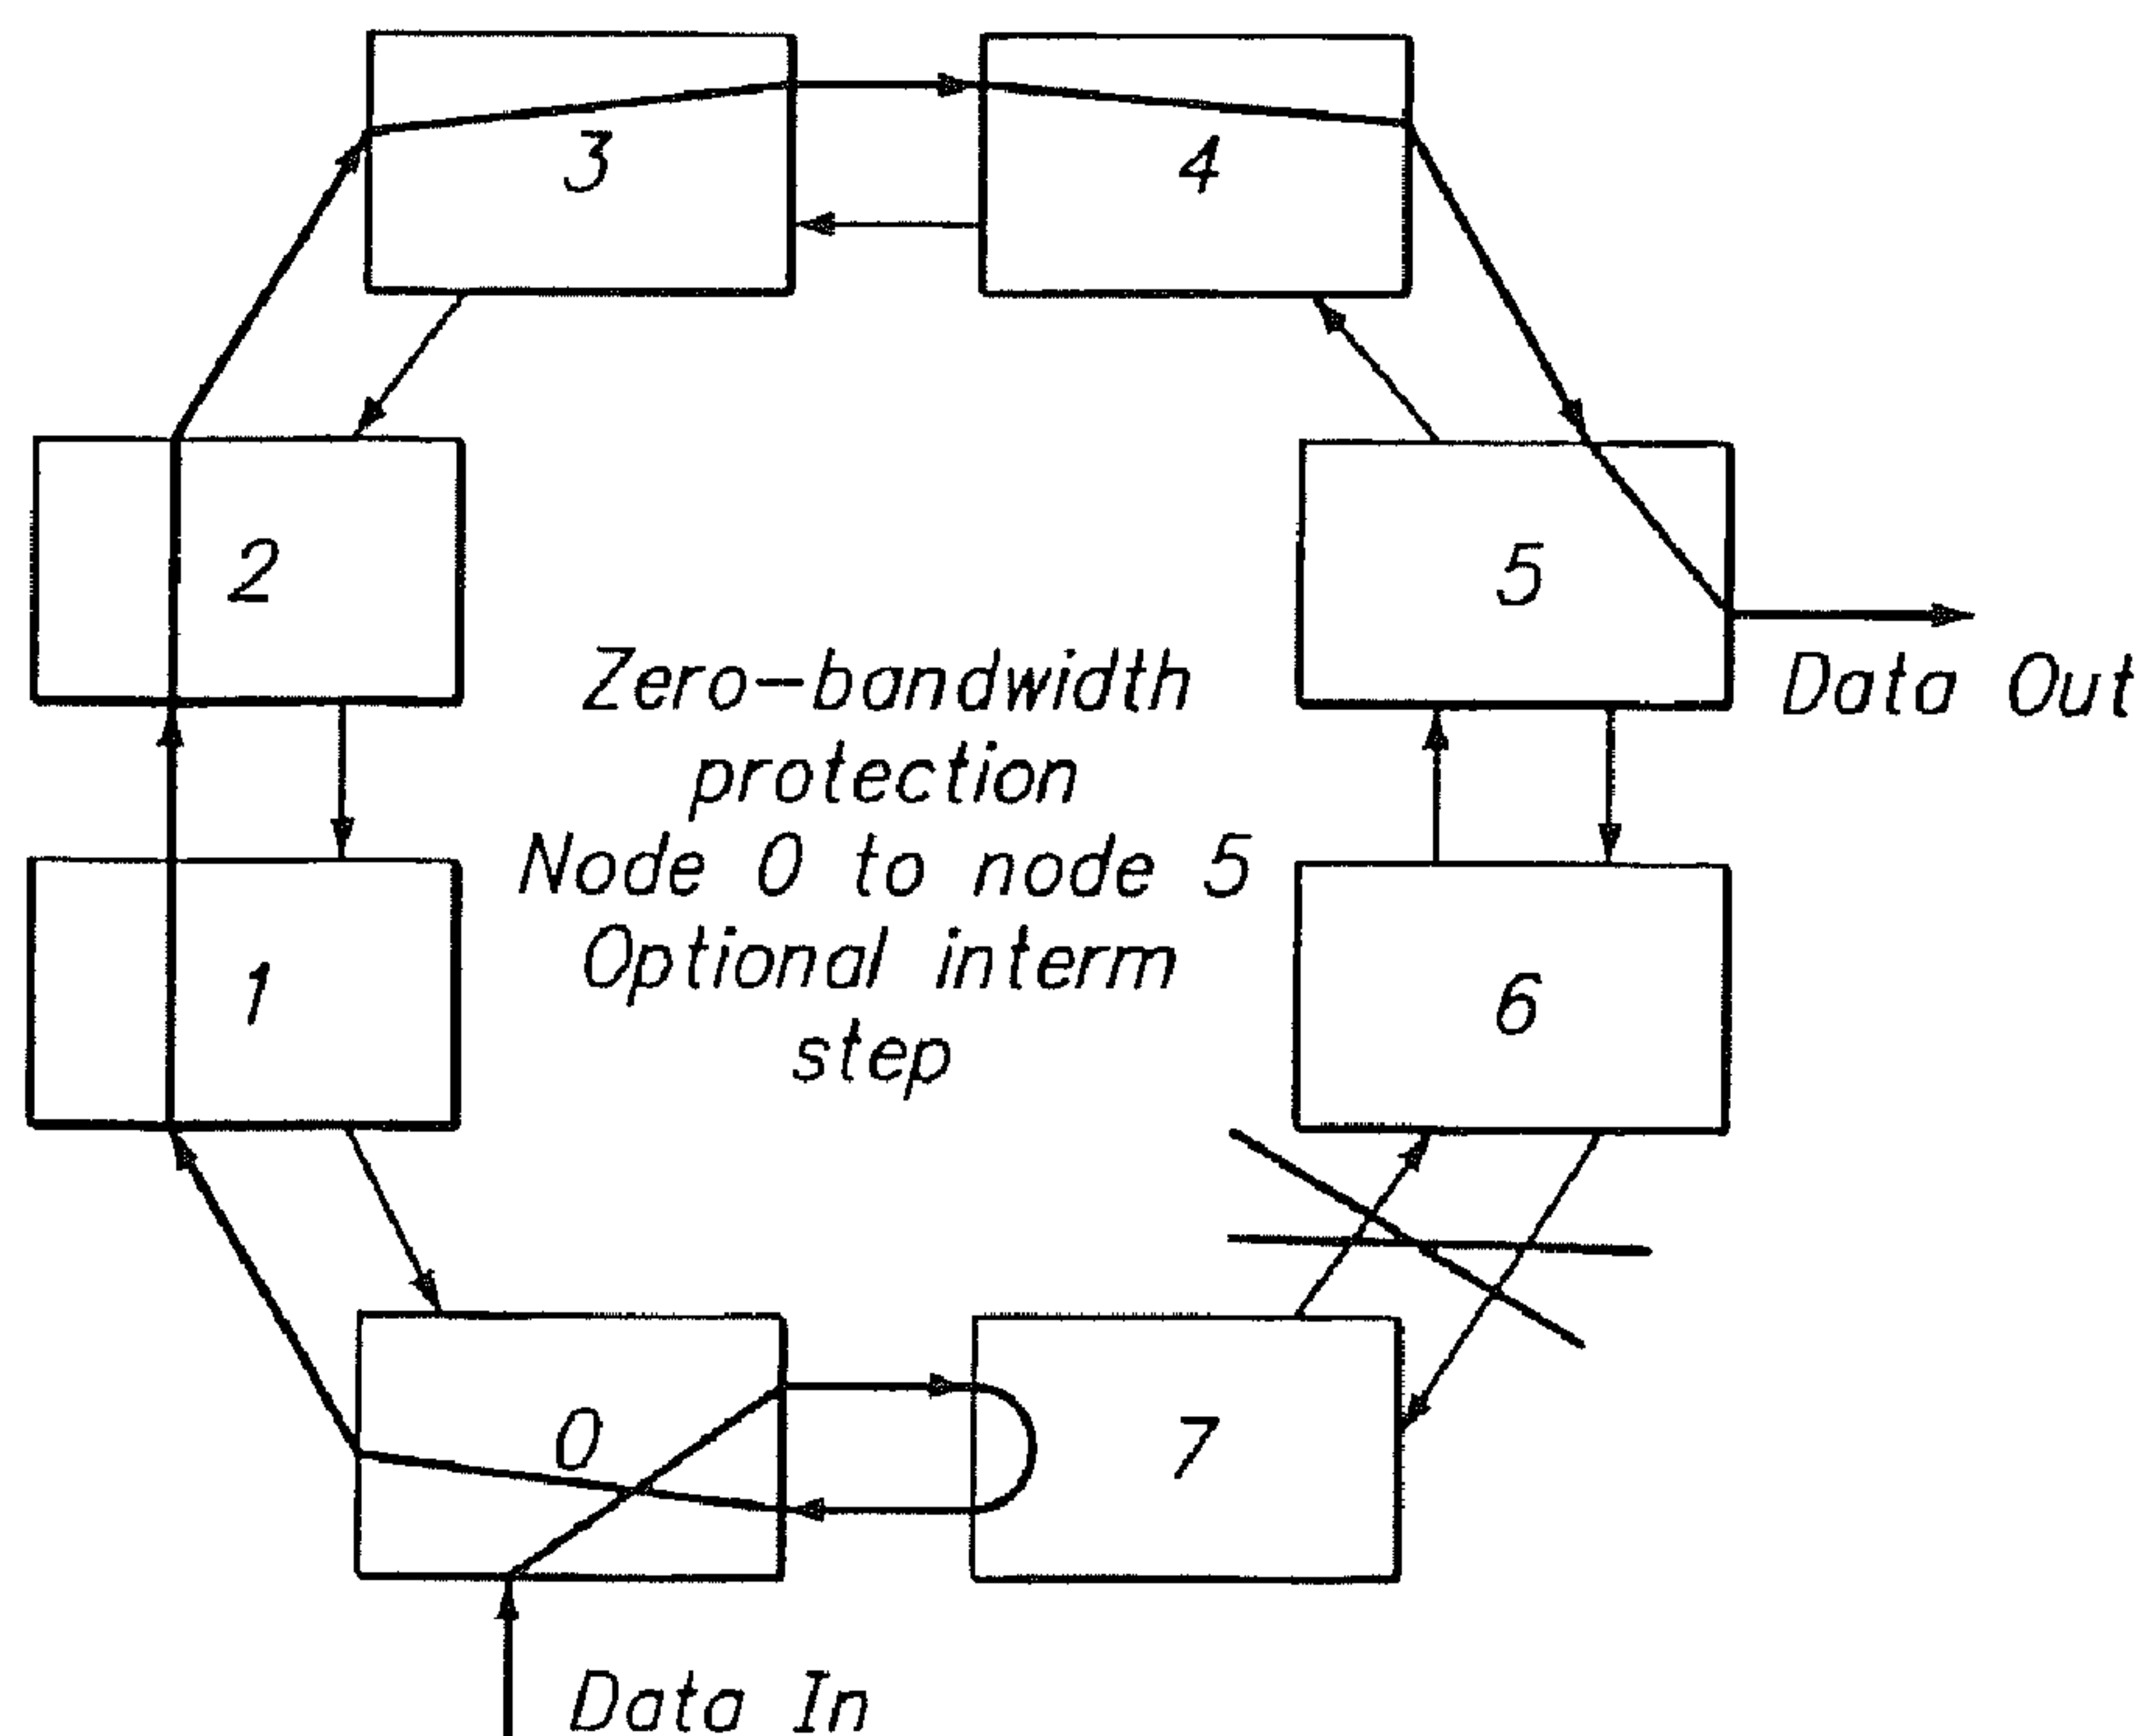 3
4
2
5
Zero-bandwidth
protection
Node 0 to node 5
Optional interm
step
Data Out
1
6
0
7
Data In